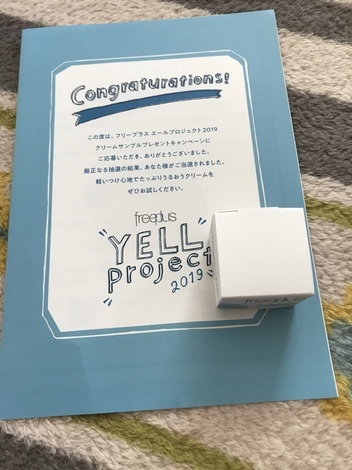 Congraturations!
この度は、フリープラス エールプロジェクト2019
クリームサンプルプレゼントキャンペーンに
ご応募いただき、ありがとうございました。
厳正なる抽選の結果、あなた様がご当選されました。
軽いつけ心地でたっぷりうるおうクリームを
ぜひお試しください。
freeplus
YELL
Project
2019
freeplus